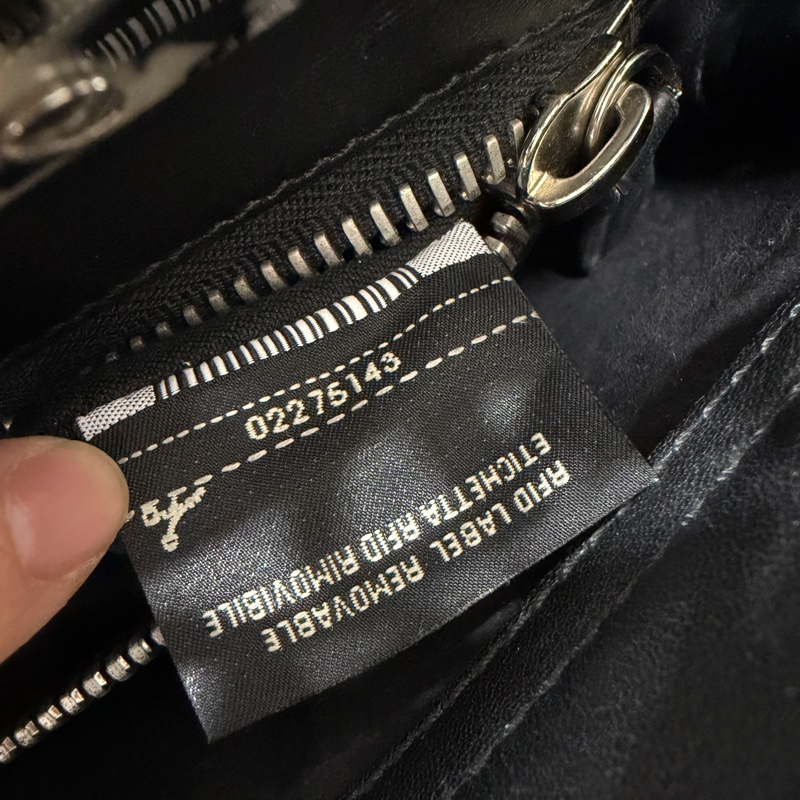 02275143
RFID LABEL REMOVABLE
ETICHETTA RFID RIMOVIBILE